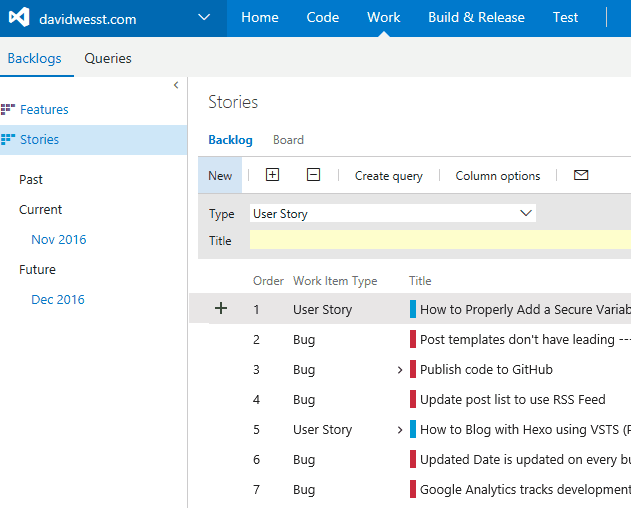 davidwesst.com Home Code Work Build & Release Test
Backlogs Queries
Features
Stories
Past
Current
Nov 2016
Future
Dec 2016
Stories
Backlog Board
New Create query Column options
Type User Story
Title
Order Work Item Type Title
1 User Story How to Properly Add a Secure Variab
2 Bug Post templates don't have leading ---
3 Bug Publish code to GitHub
4 Bug Update post list to use RSS Feed
5 User Story How to Blog with Hexo using VSTS (P
6 Bug Updated Date is updated on every bu
7 Bug Google Analytics tracks development